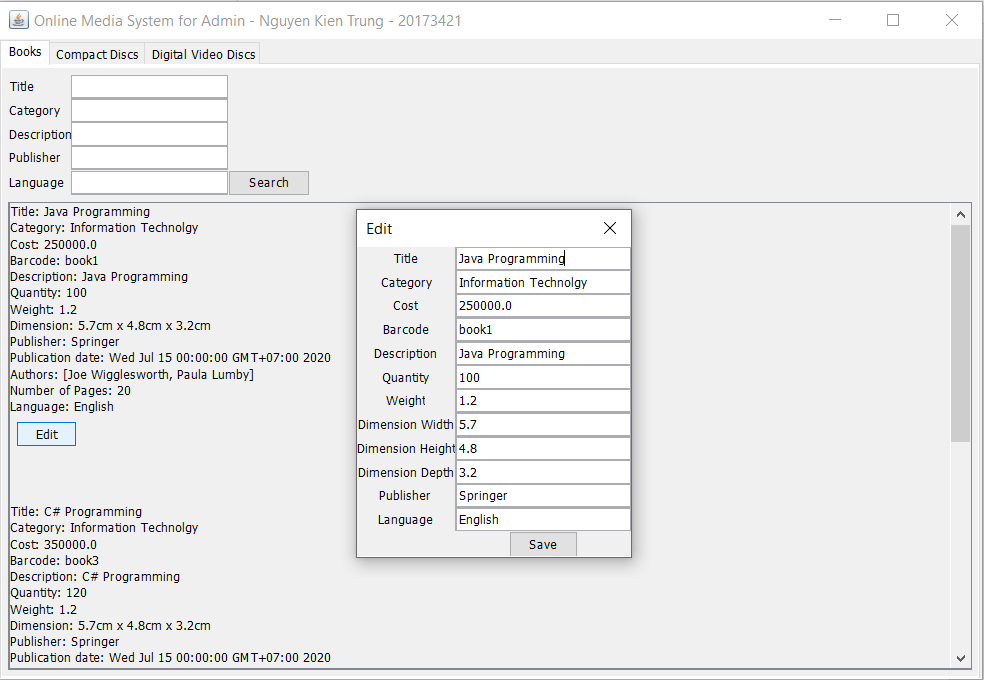 Online Media System for Admin - Nguyen Kien Trung - 20173421
Books Compact Discs Digital Video Discs
Title
Category
Description
Publisher
Language Search
Title: Java Programming
Category: Information Technolgy
Cost: 250000.0
Barcode: book1
Description: Java Programming
Quantity: 100
Weight: 1.2
Dimension: 5.7cm x 4.8cm x 3.2cm
Publisher: Springer
Publication date: Wed Jul 15 00:00:00 GMT+07:00 2020
Authors: [Joe Wigglesworth, Paula Lumby]
Number of Pages: 20
Language: English
Edit
Title: C# Programming
Category: Information Technolgy
Cost: 350000.0
Barcode: book3
Description: C# Programming
Quantity: 120
Weight: 1.2
Dimension: 5.7cm x 4.8cm x 3.2cm
Publisher: Springer
Publication date: Wed Jul 15 00:00:00 GMT+07:00 2020
Edit
Title Java Programming
Category Information Technolgy
Cost 250000.0
Barcode book1
Description Java Programming
Quantity 100
Weight 1.2
Dimension Width 5.7
Dimension Height 4.8
Dimension Depth 3.2
Publisher Springer
Language English
Save